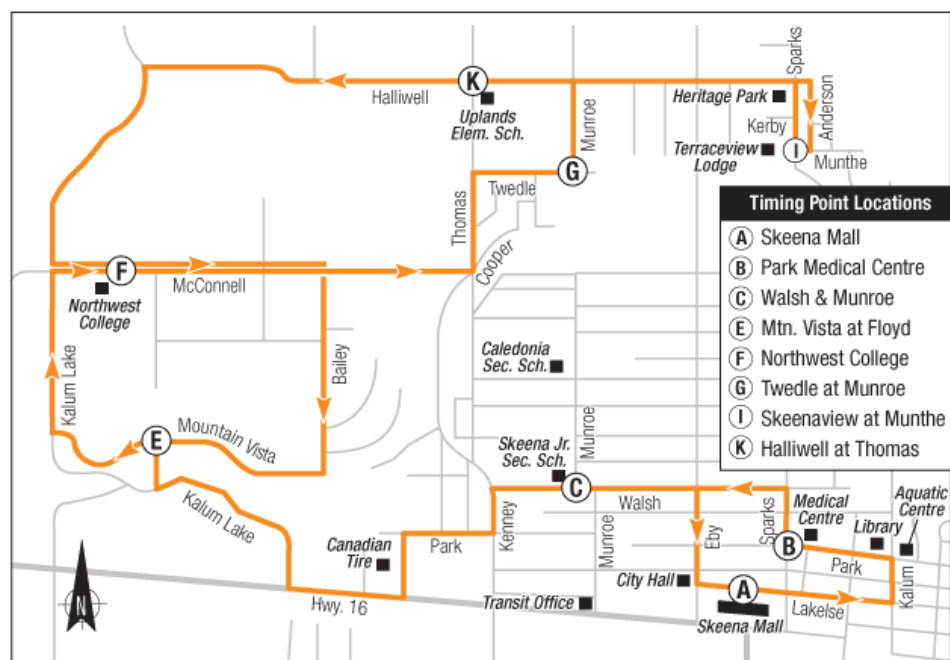 Sparks
K
Halliwell
Uplands
Elem. Sch.
Munroe
Heritage Park
Kerby
Anderson
Terraceview
Lodge
I
Munthe
G
Twedle
Thomas
Cooper
F
McConnell
Northwest
College
Bailey
Kalum Lake
E
Mountain Vista
Kalum Lake
Caledonia
Sec. Sch.
Munroe
Skeena Jr.
Sec. Sch.
C
Walsh
Kenney
Park
Canadian
Tire
Hwy. 16
Munroe
Transit Office
City Hall
Eby
Sparks
Medical
Centre
B
Library
Aquatic
Centre
Park
Kalum
A
Lakelse
Skeena Mall
N
Timing Point Locations
A Skeena Mall
B Park Medical Centre
C Walsh & Munroe
E Mtn. Vista at Floyd
F Northwest College
G Twedle at Munroe
I Skeenaview at Munthe
K Halliwell at Thomas